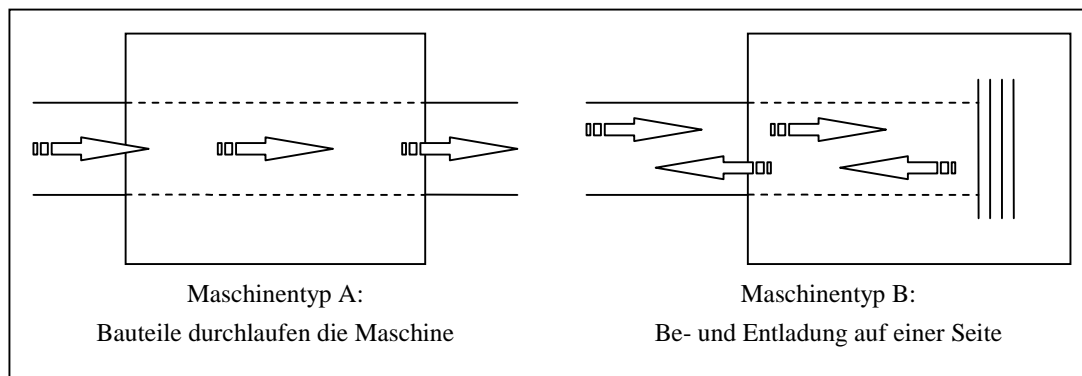 Maschinentyp A:
Bauteile durchlaufen die Maschine
Maschinentyp B:
Be- und Entladung auf einer Seite